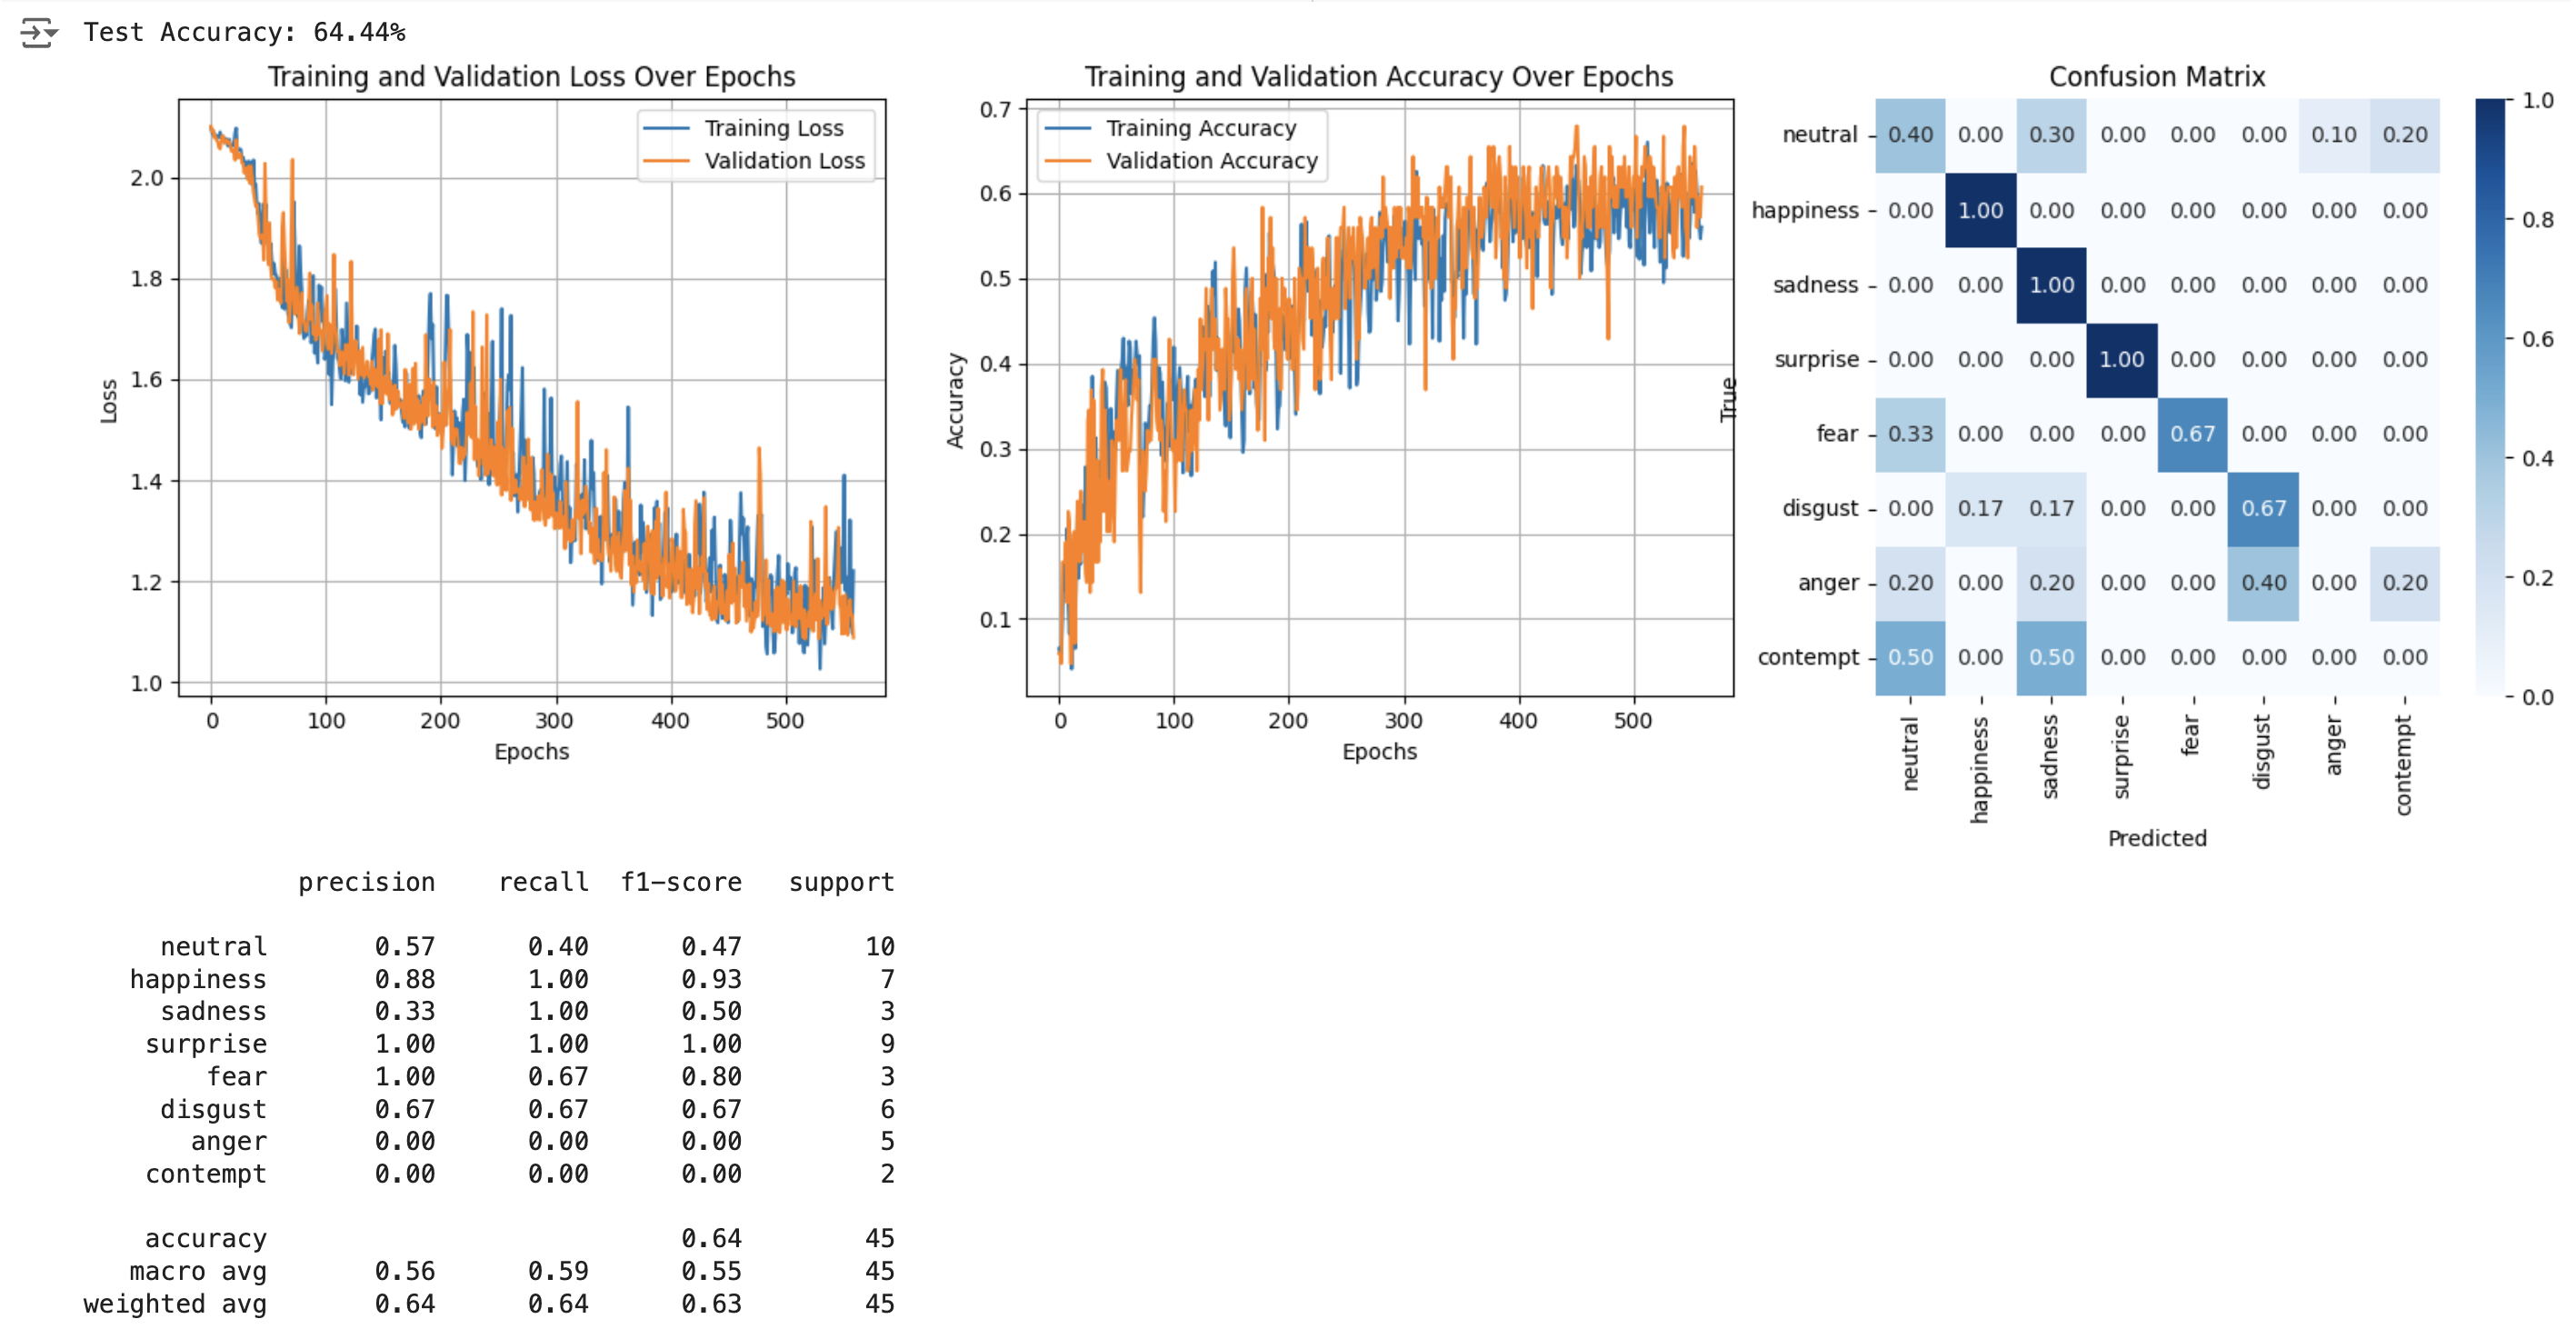 Test Accuracy: 64.44%
Training and Validation Loss Over Epochs
Training Loss
Validation Loss
2.0
1.8
1.6
1.4
1.2
1.0
Loss
0 100 200 300 400 500
Epochs
Training and Validation Accuracy Over Epochs
Training Accuracy
Validation Accuracy
0.7
0.6
0.5
0.4
0.3
0.2
0.1
Accuracy
0 100 200 300 400 500
Epochs
Confusion Matrix
True
neutral 0.40 0.00 0.30 0.00 0.00 0.00 0.10 0.20
happiness 0.00 1.00 0.00 0.00 0.00 0.00 0.00 0.00
sadness 0.00 0.00 1.00 0.00 0.00 0.00 0.00 0.00
surprise 0.00 0.00 0.00 1.00 0.00 0.00 0.00 0.00
fear 0.33 0.00 0.00 0.00 0.67 0.00 0.00 0.00
disgust 0.00 0.17 0.17 0.00 0.00 0.67 0.00 0.00
anger 0.20 0.00 0.20 0.00 0.00 0.40 0.00 0.20
contempt 0.50 0.00 0.50 0.00 0.00 0.00 0.00 0.00
neutral happiness sadness surprise fear disgust anger contempt
Predicted
1.0
0.8
0.6
0.4
0.2
0.0
precision recall f1-score support
neutral 0.57 0.40 0.47 10
happiness 0.88 1.00 0.93 7
sadness 0.33 1.00 0.50 3
surprise 1.00 1.00 1.00 9
fear 1.00 0.67 0.80 3
disgust 0.67 0.67 0.67 6
anger 0.00 0.00 0.00 5
contempt 0.00 0.00 0.00 2
accuracy 0.64 45
macro avg 0.56 0.59 0.55 45
weighted avg 0.64 0.64 0.63 45